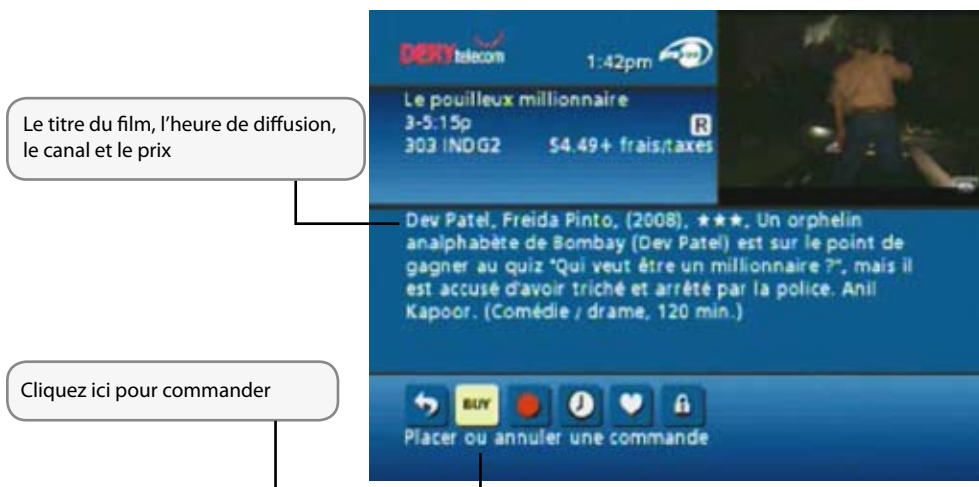 DERYtelecom
1:42pm
Le pouilleux millionnaire
3-5:15p
R
303 INDG2 $4.49+ frais/taxes
Le titre du film, l'heure de diffusion,
le canal et le prix
Dev Patel, Freida Pinto, (2008), ★★★, Un orphelin
analphabète de Bombay (Dev Patel) est sur le point de
gagner au quiz "Qui veut être un millionnaire ?", mais il
est accusé d'avoir triché et arrêté par la police. Anil
Kapoor. (Comédie / drame, 120 min.)
Cliquez ici pour commander
BUY
Placer ou annuler une commande